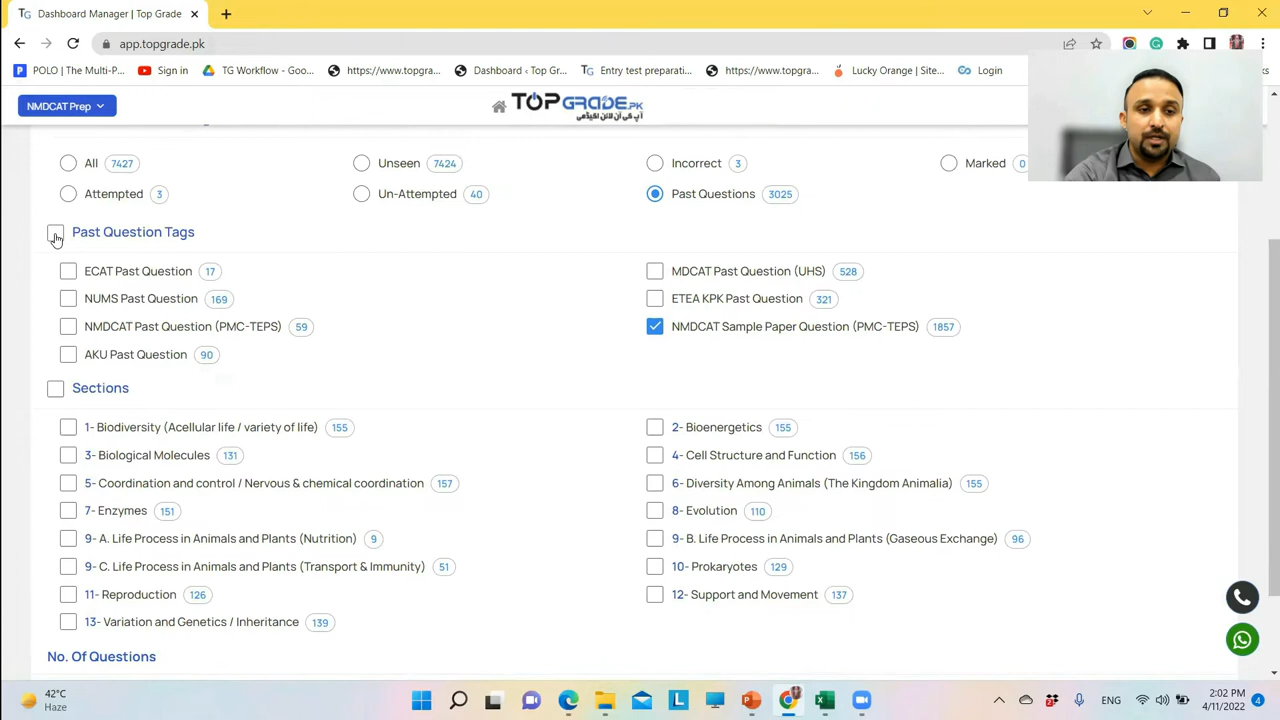 Dashboard Manager | Top Grade
app.topgrade.pk
POLO | The Multi-P...
Sign in
TG Workflow - Goo...
https://www.topgra...
Dashboard ‹ Top Gr...
Entry test preparati...
https://www.topgra...
Lucky Orange | Site...
Login
NMDCAT Prep
TOPGRADE.PK
آپ کی آن لائن اکیڈمی
All 7427
Unseen 7424
Incorrect 3
Marked 0
Attempted 3
Un-Attempted 40
Past Questions 3025
Past Question Tags
ECAT Past Question 17
MDCAT Past Question (UHS) 528
NUMS Past Question 169
ETEA KPK Past Question 321
NMDCAT Past Question (PMC-TEPS) 59
NMDCAT Sample Paper Question (PMC-TEPS) 1857
AKU Past Question 90
Sections
1- Biodiversity (Acellular life / variety of life) 155
2- Bioenergetics 155
3- Biological Molecules 131
4- Cell Structure and Function 156
5- Coordination and control / Nervous & chemical coordination 157
6- Diversity Among Animals (The Kingdom Animalia) 155
7- Enzymes 151
8- Evolution 110
9- A. Life Process in Animals and Plants (Nutrition) 9
9- B. Life Process in Animals and Plants (Gaseous Exchange) 96
9- C. Life Process in Animals and Plants (Transport & Immunity) 51
10- Prokaryotes 129
11- Reproduction 126
12- Support and Movement 137
13- Variation and Genetics / Inheritance 139
No. Of Questions
42°C
Haze
ENG
2:02 PM
4/11/2022
4